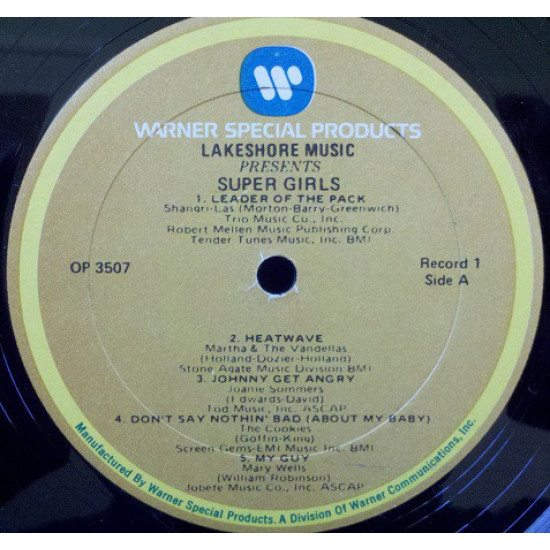 WARNER SPECIAL PRODUCTS
LAKESHORE MUSIC
PRESENTS
SUPER GIRLS
1. LEADER OF THE PACK
Shangri-Las (Morton-Barry-Greenwich)
Trio Music Co., Inc.
Robert Mellen Music Publishing Corp.
Tender Tunes Music, Inc. BMI
OP 3507
Record 1
Side A
2. HEATWAVE
Martha & The Vandellas
(Holland-Dozier-Holland)
Stone Agate Music Division BMI
3. JOHNNY GET ANGRY
Joanie Sommers
(Edwards-David)
Tod Music, Inc. ASCAP
4. DON'T SAY NOTHIN' BAD (ABOUT MY BABY)
The Cookies
(Goffin-King)
Screen Gems-EMI Music Inc. BMI
5. MY GUY
Mary Wells
(William Robinson)
Jobete Music Co., Inc. ASCAP
Manufactured By Warner Special Products. A Division Of Warner Communications, Inc.